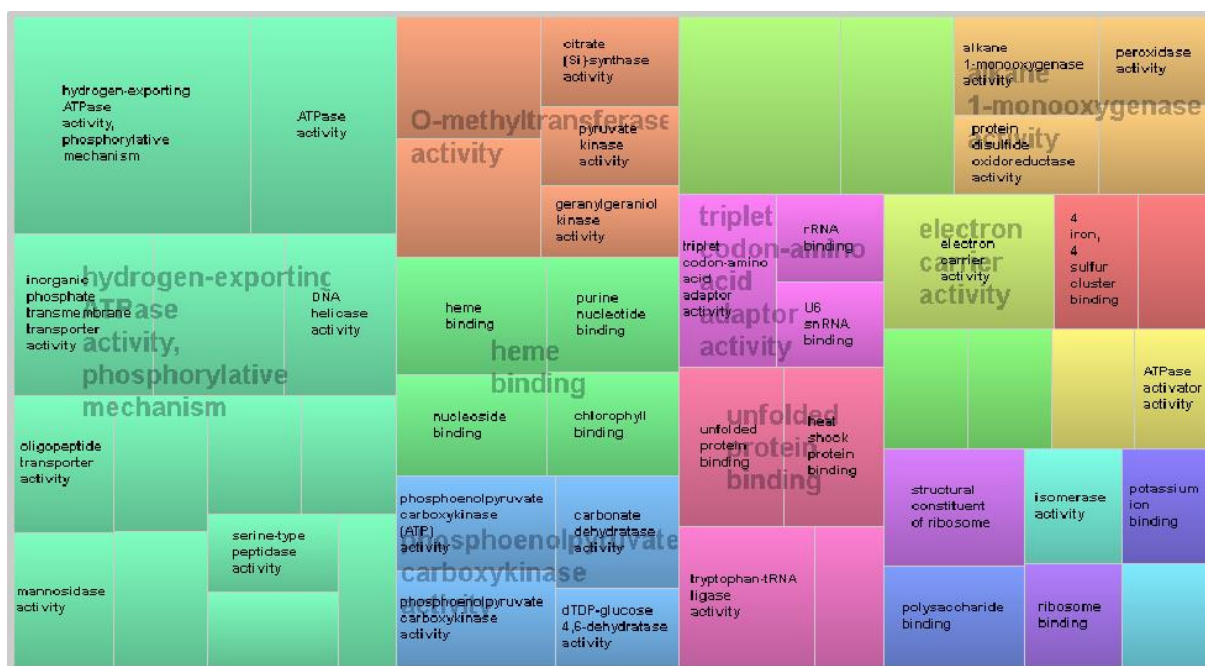 hydrogen-exporting
ATPase
activity,
phosphorylative
mechanism
ATPase
activity
inorganic
phosphate
transmembrane
transporter
activity
DNA
helicase
activity
hydrogen-exporting
ATPase
activity,
phosphorylative
mechanism
oligopeptide
transporter
activity
serine-type
peptidase
activity
mannosidase
activity
citrate
(Si)-synthase
activity
O-methyltransferase
activity
pyruvate
kinase
activity
geranylgeraniol
kinase
activity
heme
binding
purine
nucleotide
binding
heme
binding
nucleoside
binding
chlorophyll
binding
phosphoenolpyruvate
carboxykinase
(ATP)
activity
carbonate
dehydratase
activity
phosphoenolpyruvate
carboxykinase
activity
phosphoenolpyruvate
carboxykinase
activity
dTDP-glucose
4,6-dehydratase
activity
alkane
1-monooxygenase
activity
peroxidase
activity
alkane
1-monooxygenase
activity
protein
disulfide
oxidoreductase
activity
triplet
codon-amino
acid
adaptor
activity
triplet
codon-amino
acid
adaptor
activity
rRNA
binding
U6
snRNA
binding
electron
carrier
activity
electron
carrier
activity
4
iron,
4
sulfur
cluster
binding
ATPase
activator
activity
unfolded
protein
binding
unfolded
protein
binding
heat
shock
protein
binding
tryptophan-tRNA
ligase
activity
structural
constituent
of ribosome
isomerase
activity
potassium
ion
binding
polysaccharide
binding
ribosome
binding